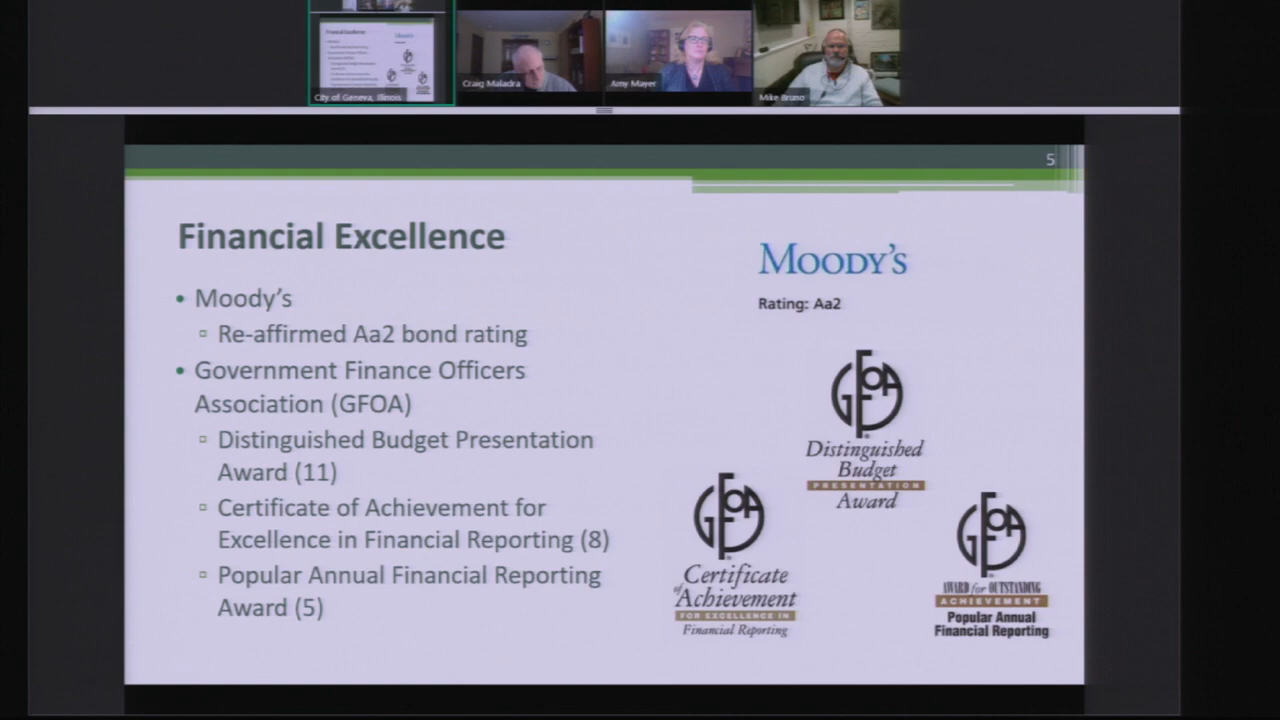 City of Geneva, Illinois
Craig Maladra
Amy Mayer
Mike Bruno
5
Financial Excellence
• Moody's
▫ Re-affirmed Aa2 bond rating
• Government Finance Officers
Association (GFOA)
▫ Distinguished Budget Presentation
Award (11)
▫ Certificate of Achievement for
Excellence in Financial Reporting (8)
▫ Popular Annual Financial Reporting
Award (5)
MOODY'S
Rating: Aa2
GFOA
Distinguished
Budget
PRESENTATION
Award
GFOA
Certificate
of Achievement
FOR EXCELLENCE IN
Financial Reporting
GFOA
AWARD for OUTSTANDING
ACHIEVEMENT
Popular Annual
Financial Reporting
Financial Excellence
Moody's